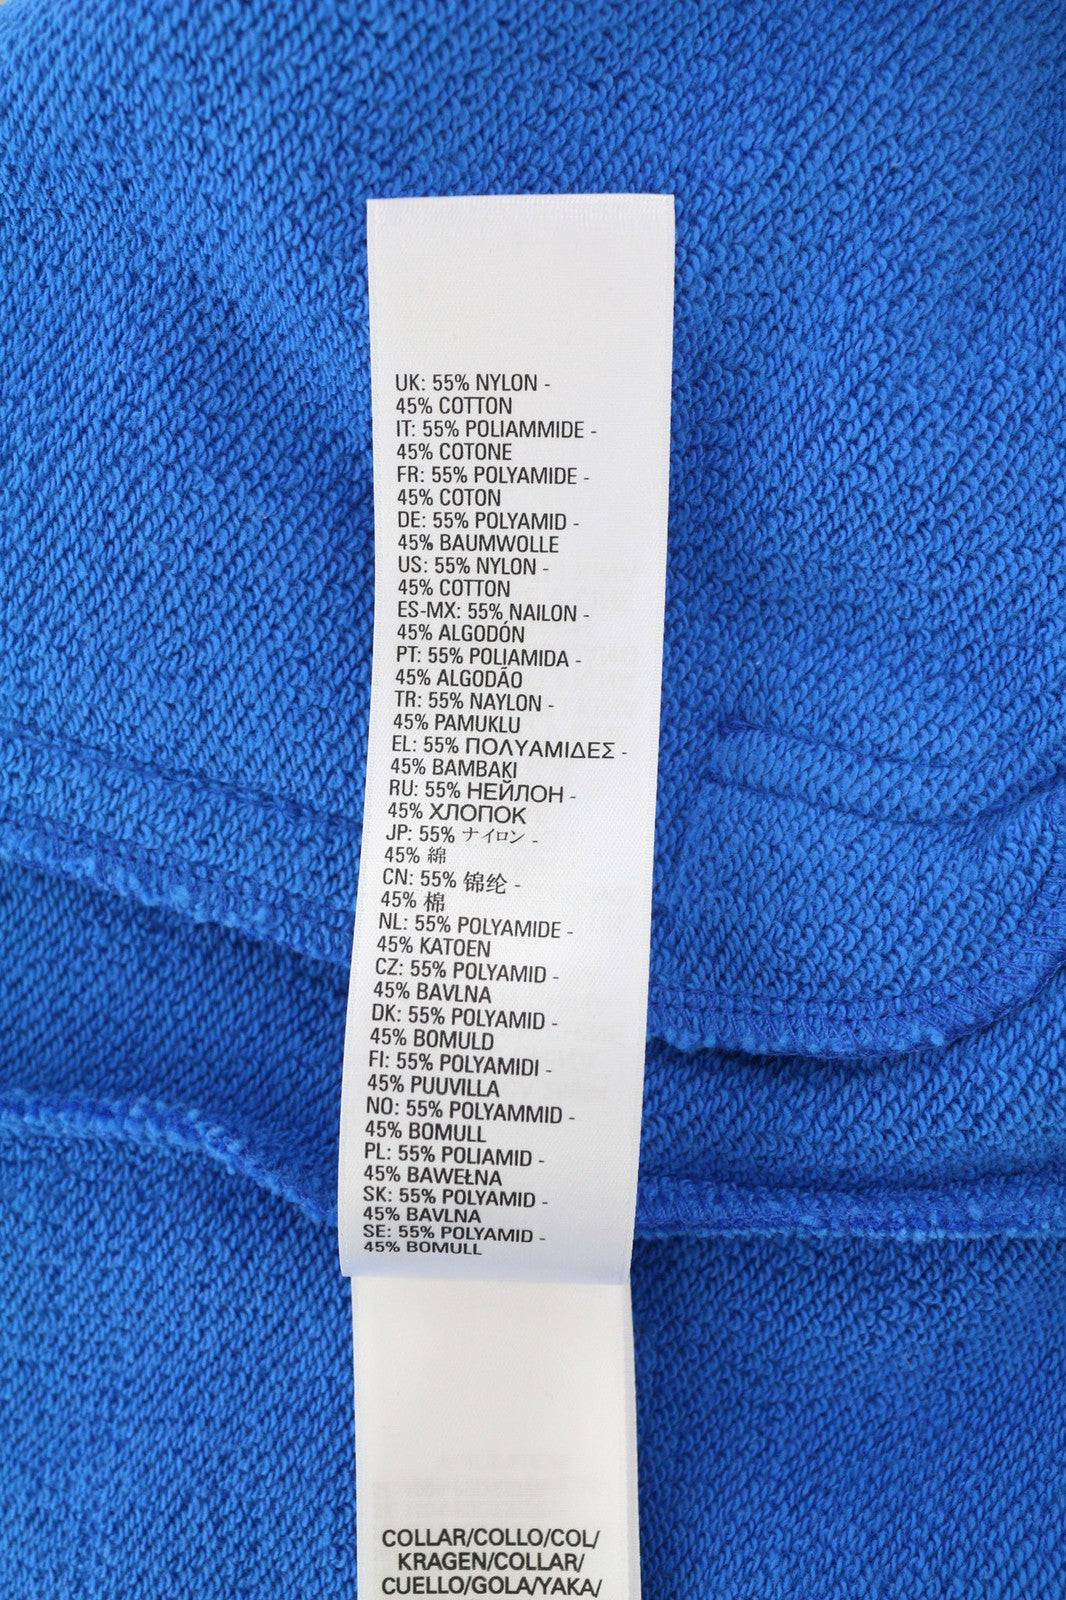 UK: 55% NYLON -
45% COTTON
IT: 55% POLIAMMIDE -
45% COTONE
FR: 55% POLYAMIDE -
45% COTON
DE: 55% POLYAMID -
45% BAUMWOLLE
US: 55% NYLON -
45% COTTON
ES-MX: 55% NAILON -
45% ALGODÓN
PT: 55% POLIAMIDA -
45% ALGODÃO
TR: 55% NAYLON -
45% PAMUKLU
EL: 55% ΠΟΛΥΑΜΙΔΕΣ -
45% ΒΑΜΒΑΚΙ
RU: 55% НЕЙЛОН -
45% ХЛОПОК
JP: 55% ナイロン -
45% 綿
CN: 55% 锦纶 -
45% 棉
NL: 55% POLYAMIDE -
45% KATOEN
CZ: 55% POLYAMID -
45% BAVLNA
DK: 55% POLYAMID -
45% BOMULD
FI: 55% POLYAMIDI -
45% PUUVILLA
NO: 55% POLYAMMID -
45% BOMULL
PL: 55% POLIAMID -
45% BAWEŁNA
SK: 55% POLYAMID -
45% BAVLNA
SE: 55% POLYAMID -
45% BOMULL
COLLAR/COLLO/COL/
KRAGEN/COLLAR/
CUELLO/GOLA/YAKA/